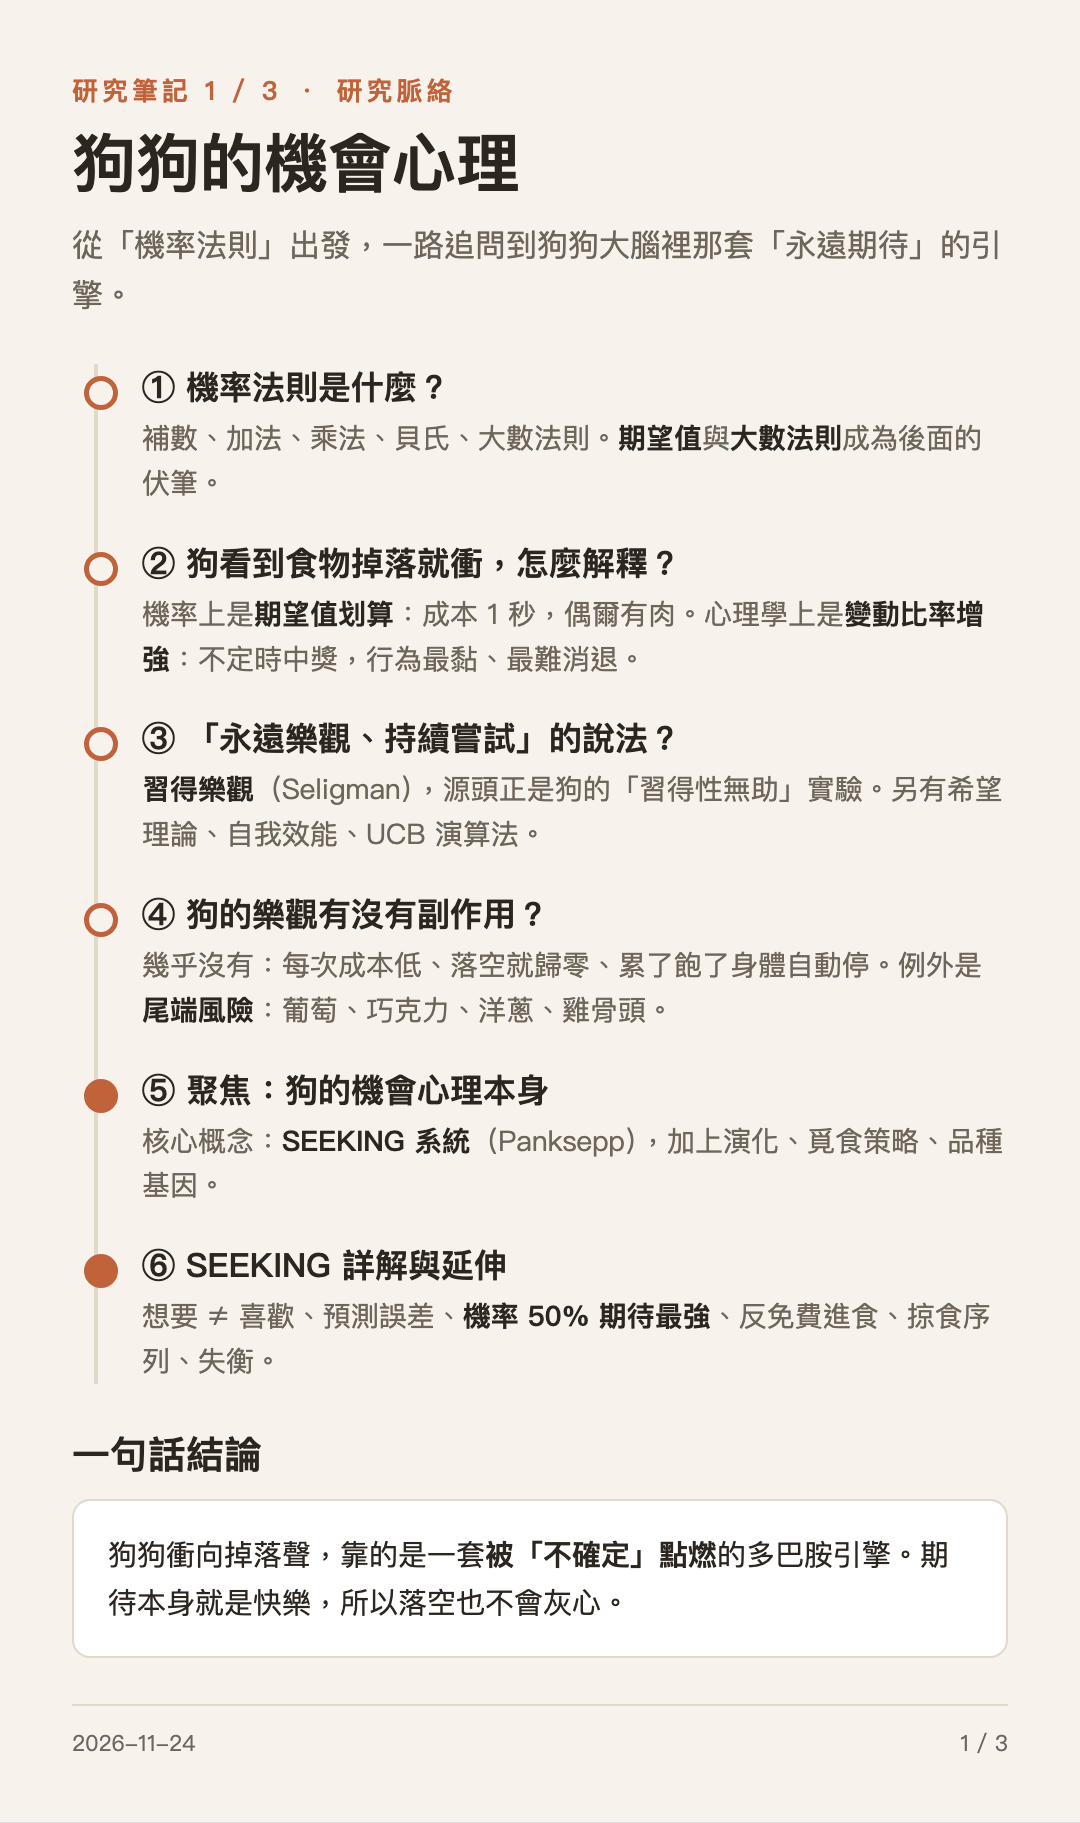 研究筆記 1 / 3 · 研究脈絡
狗狗的機會心理
從「機率法則」出發，一路追問到狗狗大腦裡那套「永遠期待」的引
擎。
① 機率法則是什麼？
補數、加法、乘法、貝氏、大數法則。期望值與大數法則成為後面的
伏筆。
② 狗看到食物掉落就衝，怎麼解釋？
機率上是期望值划算：成本 1 秒，偶爾有肉。心理學上是變動比率增
強：不定時中獎，行為最黏、最難消退。
③ 「永遠樂觀、持續嘗試」的說法？
習得樂觀（Seligman），源頭正是狗的「習得性無助」實驗。另有希望
理論、自我效能、UCB 演算法。
④ 狗的樂觀有沒有副作用？
幾乎沒有：每次成本低、落空就歸零、累了飽了身體自動停。例外是
尾端風險：葡萄、巧克力、洋蔥、雞骨頭。
⑤ 聚焦：狗的機會心理本身
核心概念：SEEKING 系統（Panksepp），加上演化、覓食策略、品種
基因。
⑥ SEEKING 詳解與延伸
想要 ≠ 喜歡、預測誤差、機率 50% 期待最強、反免費進食、掠食序
列、失衡。
一句話結論
狗狗衝向掉落聲，靠的是一套被「不確定」點燃的多巴胺引擎。期
待本身就是快樂，所以落空也不會灰心。
2026–11–24
1 / 3